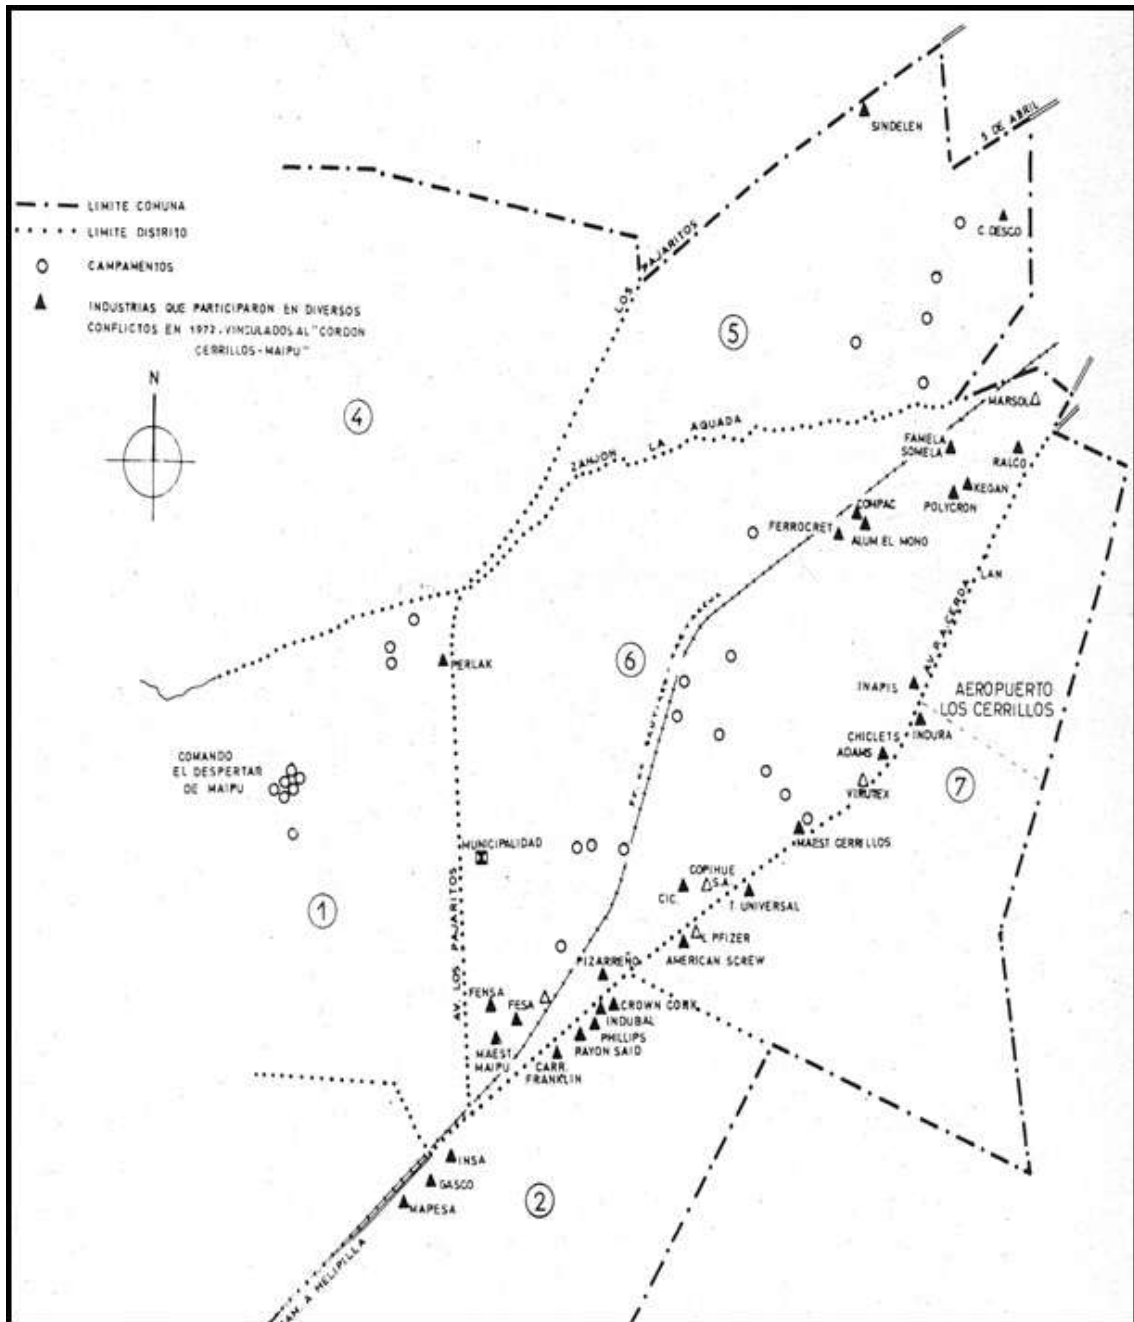 SINDELEN
5 DE ABRIL
LIMITE COMUNA
LIMITE DISTRITO
CAMPAMENTOS
INDUSTRIAS QUE PARTICIPARON EN DIVERSOS
CONFLICTOS EN 1972, VINCULADOS AL "CORDON
CERRILLOS-MAIPU"
C. DESCO
LOS PAJARITOS
N
4
5
MARSOL
ZANJON LA AGUADA
FAMELA
SOMELA
RALCO
KEGAN
POLYCRON
COMPAC
FERROCRET
ALUM. EL MONO
LAN
AV. P. A. CERDA
6
PERLAK
INAPIS
AEROPUERTO
LOS CERRILLOS
INDURA
CHICLETS
ADAMS
7
VIRUTEX
COMANDO
EL DESPERTAR
DE MAIPU
MUNICIPALIDAD
MAEST CERRILLOS
COPIHUE
S.A.
CIC.
T. UNIVERSAL
1
L. PFIZER
AMERICAN SCREW
AV. LOS PAJARITOS
PIZARREÑO
FENSA
FESA
CROWN CORK
INDUBAL
PHILLIPS
RAYON SAID
MAEST.
MAIPU
CARR.
FRANKLIN
INSA
GASCO
MAPESA
2
CAM. A MELIPILLA